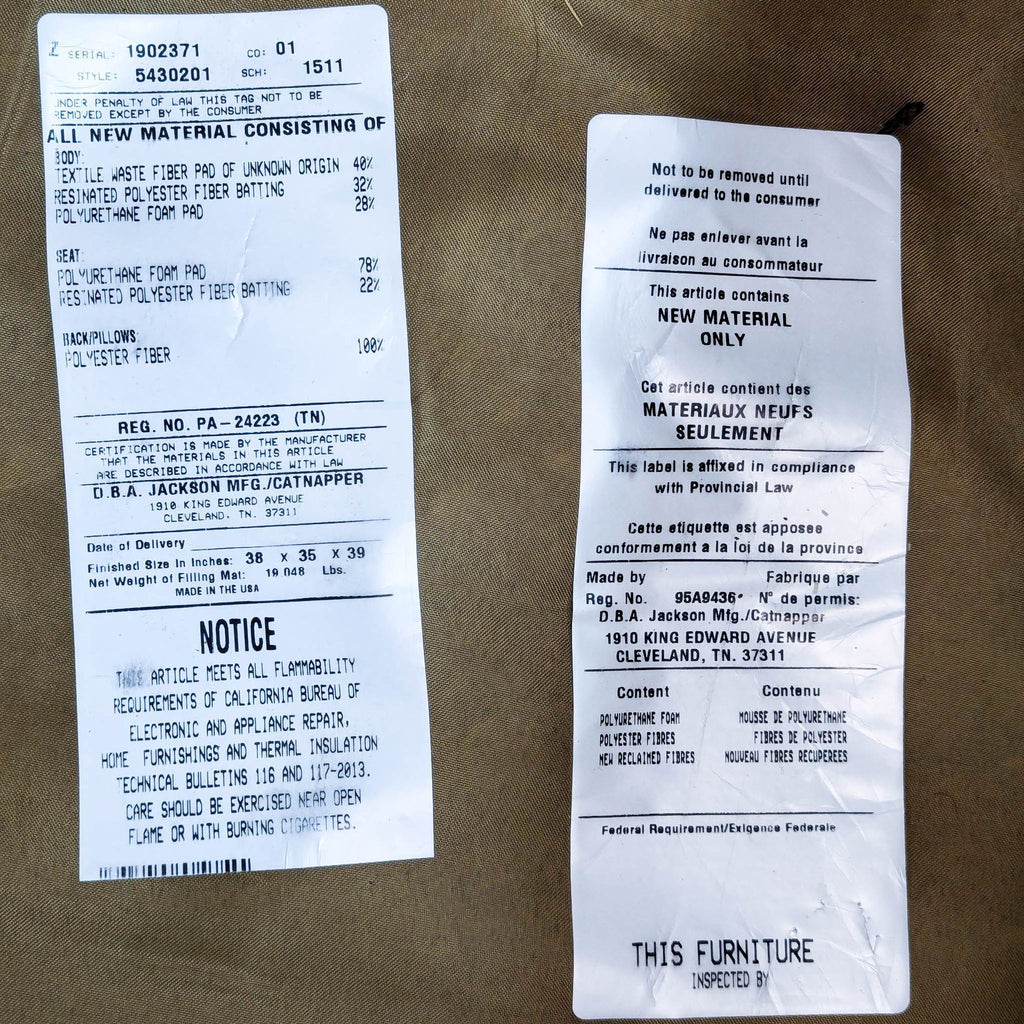 SERIAL: 1902371 CO: 01
STYLE: 5430201 SCH: 1511
UNDER PENALTY OF LAW THIS TAG NOT TO BE
REMOVED EXCEPT BY THE CONSUMER
ALL NEW MATERIAL CONSISTING OF
BODY:
TEXTILE WASTE FIBER PAD OF UNKNOWN ORIGIN 40%
RESINATED POLYESTER FIBER BATTING 32%
POLYURETHANE FOAM PAD 28%
SEAT:
POLYURETHANE FOAM PAD 78%
RESINATED POLYESTER FIBER BATTING 22%
BACK/PILLOWS:
POLYESTER FIBER 100%
REG. NO. PA-24223 (TN)
CERTIFICATION IS MADE BY THE MANUFACTURER
THAT THE MATERIALS IN THIS ARTICLE
ARE DESCRIBED IN ACCORDANCE WITH LAW
D.B.A. JACKSON MFG./CATNAPPER
1910 KING EDWARD AVENUE
CLEVELAND, TN. 37311
Date of Delivery
Finished Size In Inches: 38 x 35 x 39
Net Weight of Filling Mat: 19.048 Lbs.
MADE IN THE USA
NOTICE
THIS ARTICLE MEETS ALL FLAMMABILITY
REQUIREMENTS OF CALIFORNIA BUREAU OF
ELECTRONIC AND APPLIANCE REPAIR,
HOME FURNISHINGS AND THERMAL INSULATION
TECHNICAL BULLETINS 116 AND 117-2013.
CARE SHOULD BE EXERCISED NEAR OPEN
FLAME OR WITH BURNING CIGARETTES.
Not to be removed until
delivered to the consumer
Ne pas enlever avant la
livraison au consommateur
This article contains
NEW MATERIAL
ONLY
Cet article contient des
MATERIAUX NEUFS
SEULEMENT
This label is affixed in compliance
with Provincial Law
Cette etiquette est apposee
conformement a la loi de la province
Made by Fabrique par
Reg. No. 95A9436* N° de permis:
D.B.A. Jackson Mfg./Catnapper
1910 KING EDWARD AVENUE
CLEVELAND, TN. 37311
Content Contenu
POLYURETHANE FOAM MOUSSE DE POLYURETHANE
POLYESTER FIBRES FIBRES DE POLYESTER
NEW RECLAIMED FIBRES NOUVEAU FIBRES RECUPEREES
Federal Requirement/Exigence Federale
THIS FURNITURE
INSPECTED BY